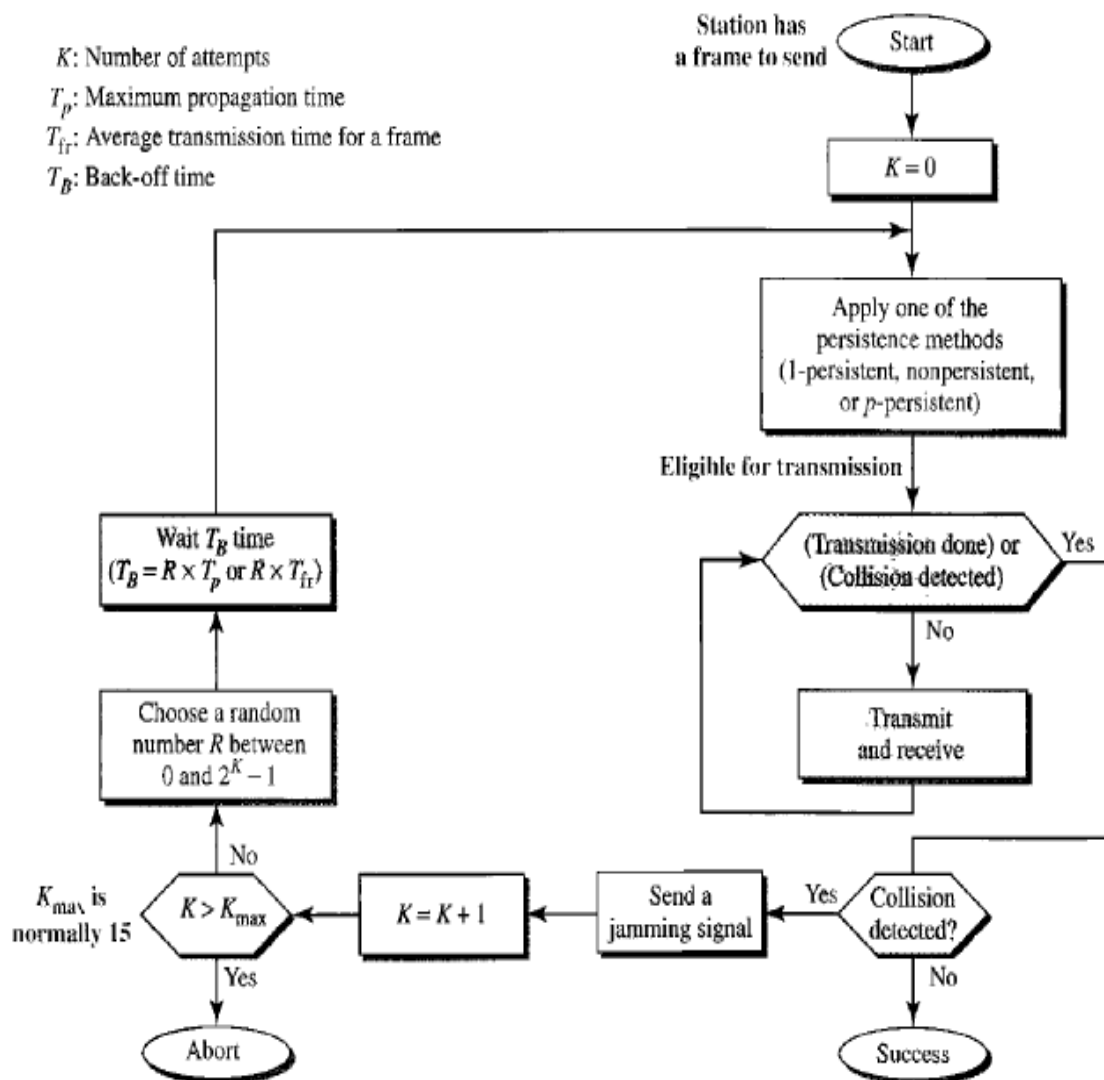 Station has
a frame to send
Start
K: Number of attempts
Tp: Maximum propagation time
Tfr: Average transmission time for a frame
TB: Back-off time
K = 0
Apply one of the
persistence methods
(1-persistent, nonpersistent,
or p-persistent)
Eligible for transmission
(Transmission done) or
(Collision detected)
Yes
No
Transmit
and receive
Wait TB time
(TB = R × Tp or R × Tfr)
Choose a random
number R between
0 and 2^K − 1
No
Kmax is
normally 15
K > Kmax
K = K + 1
Send a
jamming signal
Yes
Collision
detected?
Yes
No
Abort
Success